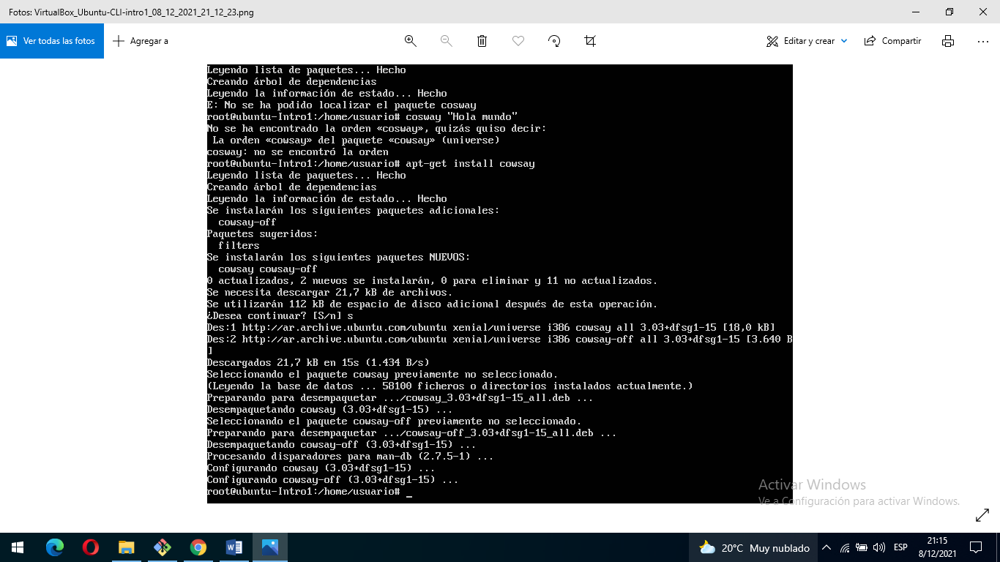 Fotos: VirtualBox_Ubuntu-CLI-intro1_08_12_2021_21_12_23.png
Ver todas las fotos
Agregar a
Editar y crear
Compartir
Leyendo lista de paquetes... Hecho
Creando árbol de dependencias
Leyendo la información de estado... Hecho
E: No se ha podido localizar el paquete cosway
root@ubuntu-Intro1:/home/usuario# cosway "Hola mundo"
No se ha encontrado la orden «cosway», quizás quiso decir:
 La orden «cowsay» del paquete «cowsay» (universe)
cosway: no se encontró la orden
root@ubuntu-Intro1:/home/usuario# apt-get install cowsay
Leyendo lista de paquetes... Hecho
Creando árbol de dependencias
Leyendo la información de estado... Hecho
Se instalarán los siguientes paquetes adicionales:
  cowsay-off
Paquetes sugeridos:
  filters
Se instalarán los siguientes paquetes NUEVOS:
  cowsay cowsay-off
0 actualizados, 2 nuevos se instalarán, 0 para eliminar y 11 no actualizados.
Se necesita descargar 21,7 kB de archivos.
Se utilizarán 112 kB de espacio de disco adicional después de esta operación.
¿Desea continuar? [S/n] s
Des:1 http://ar.archive.ubuntu.com/ubuntu xenial/universe i386 cowsay all 3.03+dfsg1-15 [18,0 kB]
Des:2 http://ar.archive.ubuntu.com/ubuntu xenial/universe i386 cowsay-off all 3.03+dfsg1-15 [3.640 B
]
Descargados 21,7 kB en 15s (1.434 B/s)
Seleccionando el paquete cowsay previamente no seleccionado.
(Leyendo la base de datos ... 58100 ficheros o directorios instalados actualmente.)
Preparando para desempaquetar .../cowsay_3.03+dfsg1-15_all.deb ...
Desempaquetando cowsay (3.03+dfsg1-15) ...
Seleccionando el paquete cowsay-off previamente no seleccionado.
Preparando para desempaquetar .../cowsay-off_3.03+dfsg1-15_all.deb ...
Desempaquetando cowsay-off (3.03+dfsg1-15) ...
Procesando disparadores para man-db (2.7.5-1) ...
Configurando cowsay (3.03+dfsg1-15) ...
Configurando cowsay-off (3.03+dfsg1-15) ...
root@ubuntu-Intro1:/home/usuario# _
Activar Windows
Ve a Configuración para activar Windows.
20°C Muy nublado
ESP
21:15
8/12/2021